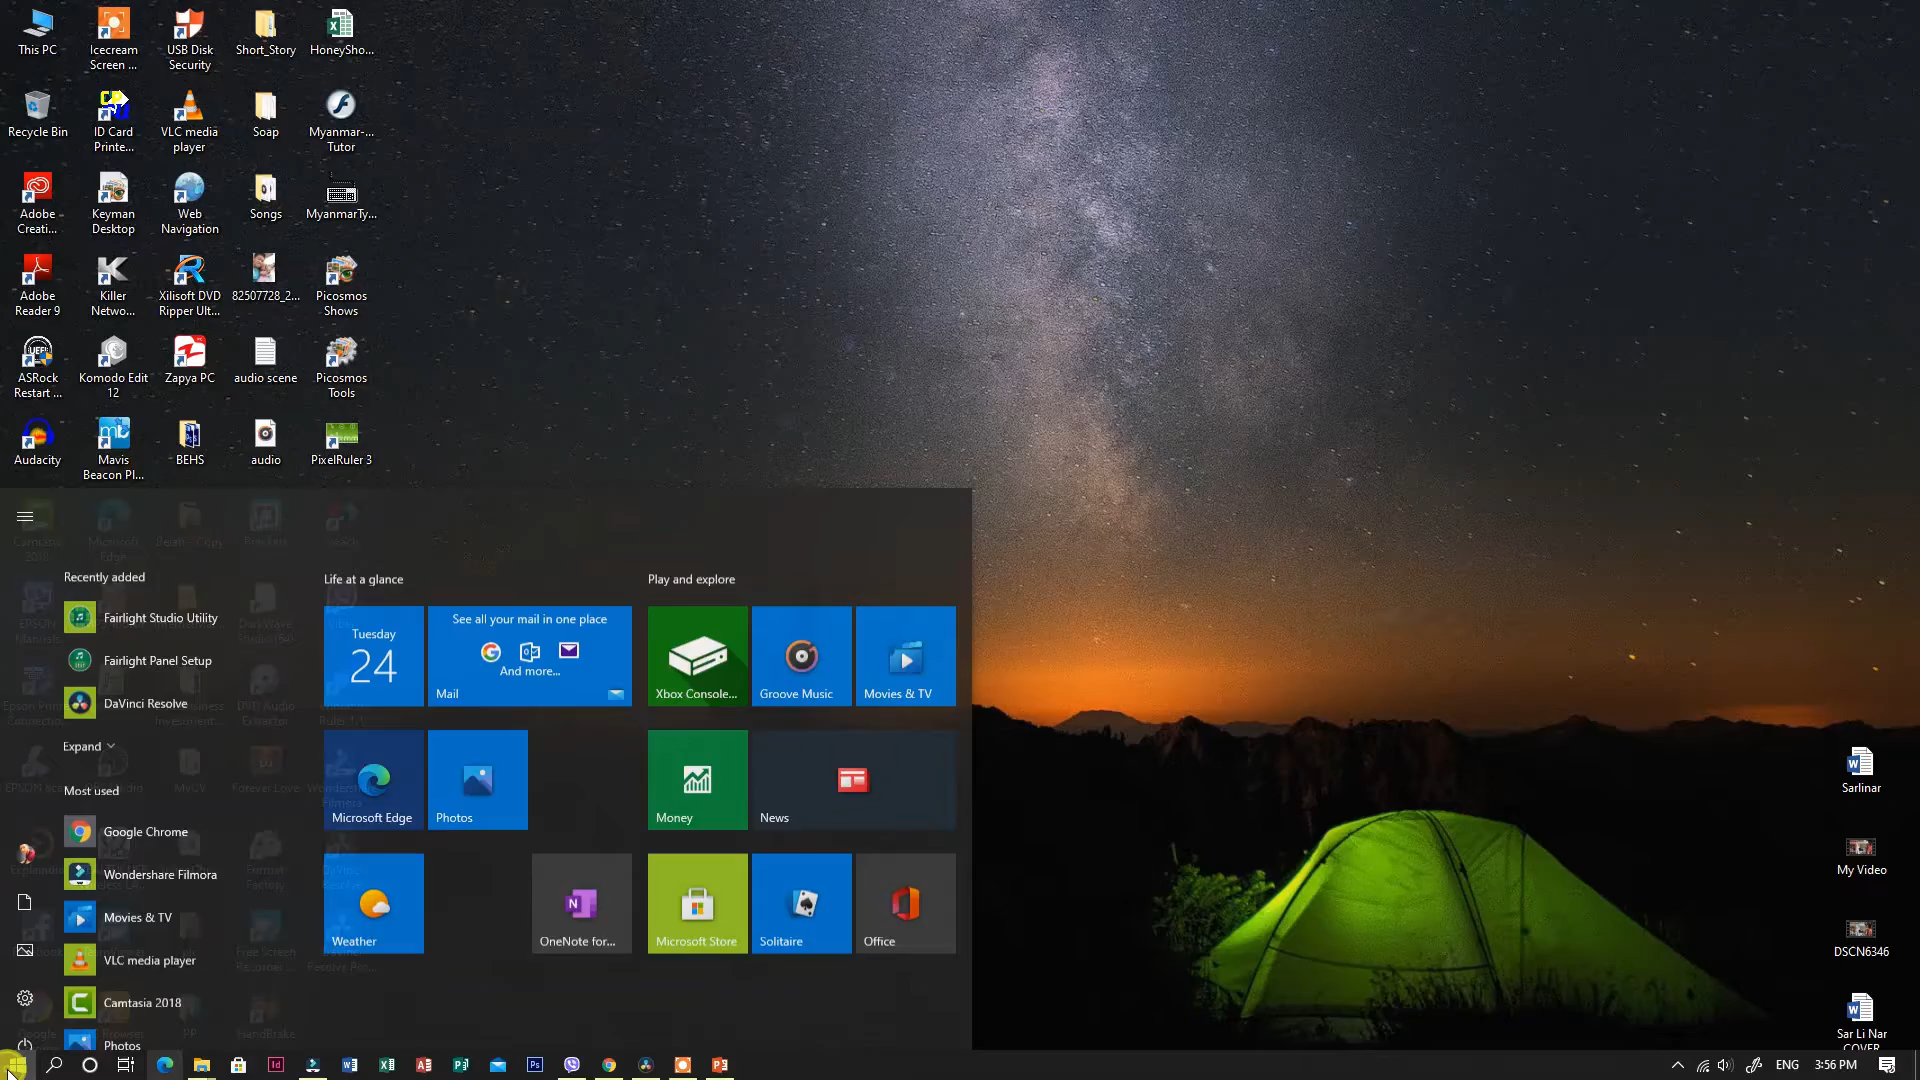 This PC
Icecream
Screen ...
USB Disk
Security
Short_Story
HoneySho...
Recycle Bin
ID Card
Printe...
VLC media
player
Soap
Myanmar-...
Tutor
Adobe
Creati...
Keyman
Desktop
Web
Navigation
Songs
MyanmarTy...
Adobe
Reader 9
Killer
Netwo...
Xilisoft DVD
Ripper Ult...
82507728_2...
Picosmos
Shows
ASRock
Restart ...
Komodo Edit
12
Zapya PC
audio scene
Picosmos
Tools
Audacity
Mavis
Beacon Pl...
BEHS
audio
PixelRuler 3
Recently added
Fairlight Studio Utility
Fairlight Panel Setup
DaVinci Resolve
Expand
Most used
Google Chrome
Wondershare Filmora
Movies & TV
VLC media player
Camtasia 2018
Photos
Life at a glance
Tuesday
24
See all your mail in one place
And more...
Mail
Microsoft Edge
Photos
Weather
OneNote for...
Play and explore
Xbox Console...
Groove Music
Movies & TV
Money
News
Microsoft Store
Solitaire
Office
Sarlinar
My Video
DSCN6346
Sar Li Nar
COVER
ENG
3:56 PM